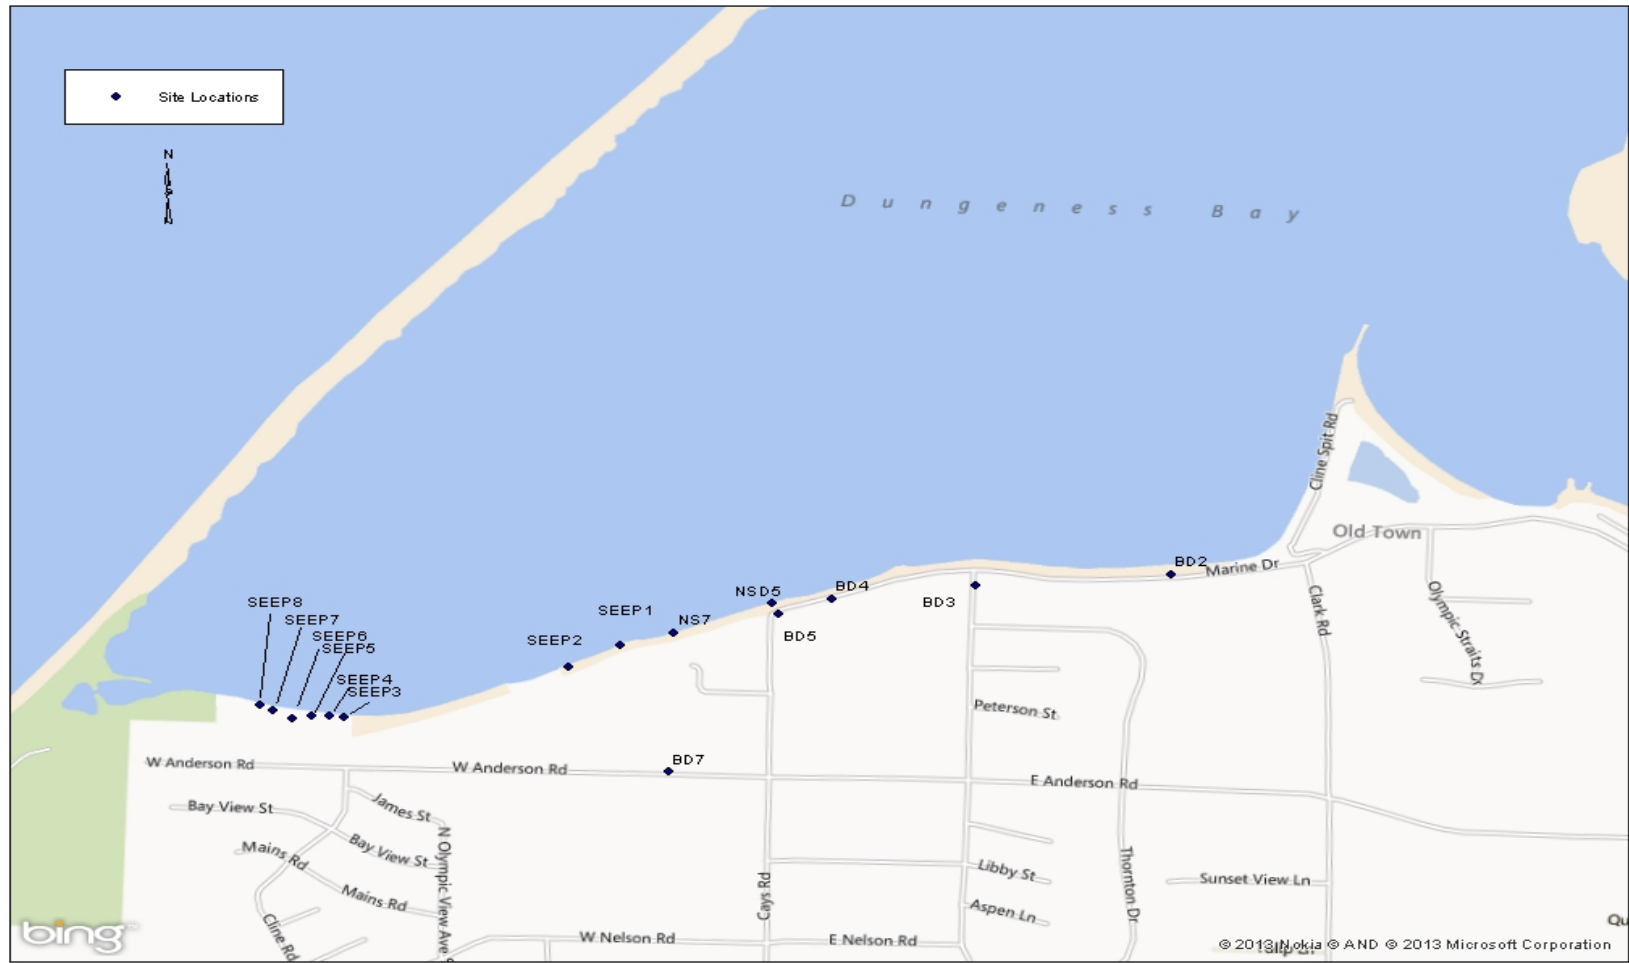 Site Locations
N
Dungeness Bay
Cline Spit Rd
Old Town
BD2
Marine Dr
BD4
NSD5
BD3
SEEP8
SEEP1
NS7
SEEP7
BD5
SEEP6
SEEP2
SEEP5
SEEP4
SEEP3
Clark Rd
Olympic Straits Dr
Peterson St
BD7
W Anderson Rd
W Anderson Rd
E Anderson Rd
Bay View St
James St
Bay View St
Mains Rd
Mains Rd
N Olympic View Ave
Cline Rd
Cays Rd
Libby St
Thornton Dr
Sunset View Ln
Aspen Ln
W Nelson Rd
E Nelson Rd
Qu
bing
© 2013 Nokia © AND © 2013 Microsoft Corporation